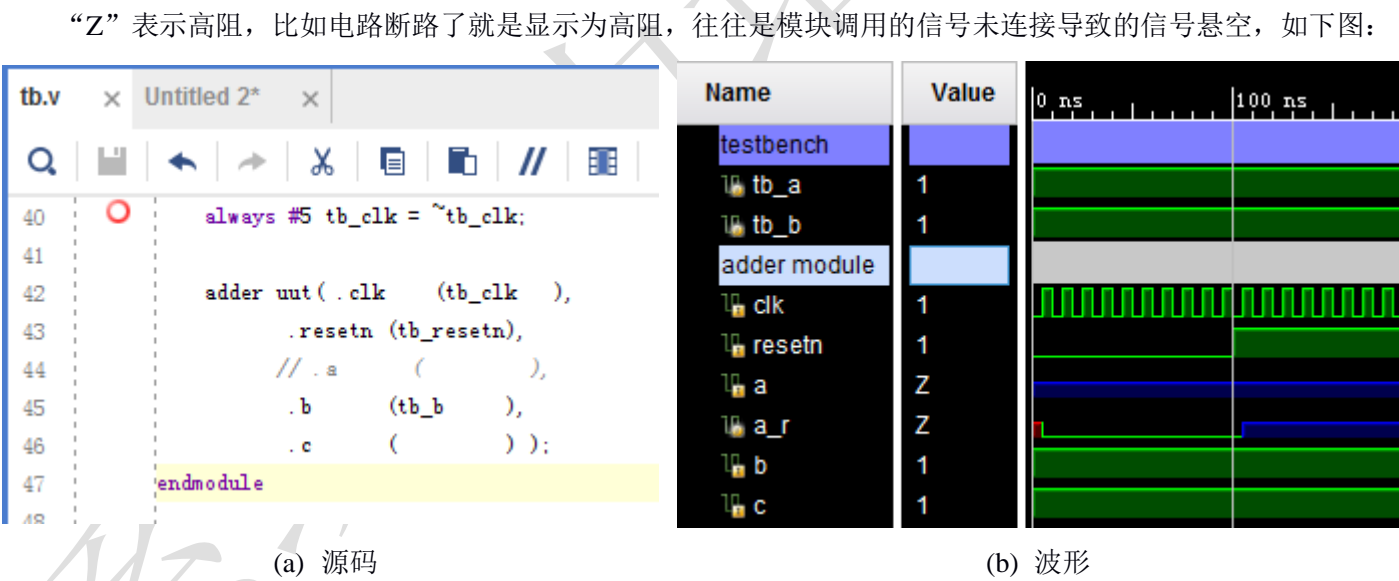 “Z”表示高阻，比如电路断路了就是显示为高阻，往往是模块调用的信号未连接导致的信号悬空，如下图：
tb.v × Untitled 2* ×
40 always #5 tb_clk = ~tb_clk;
41
42 adder uut( .clk (tb_clk ),
43 .resetn (tb_resetn),
44 // .a ( ),
45 .b (tb_b ),
46 .c ( ) );
47 endmodule
48
Name Value 0 ns 100 ns
testbench
tb_a 1
tb_b 1
adder module
clk 1
resetn 1
a Z
a_r Z
b 1
c 1
(a) 源码
(b) 波形